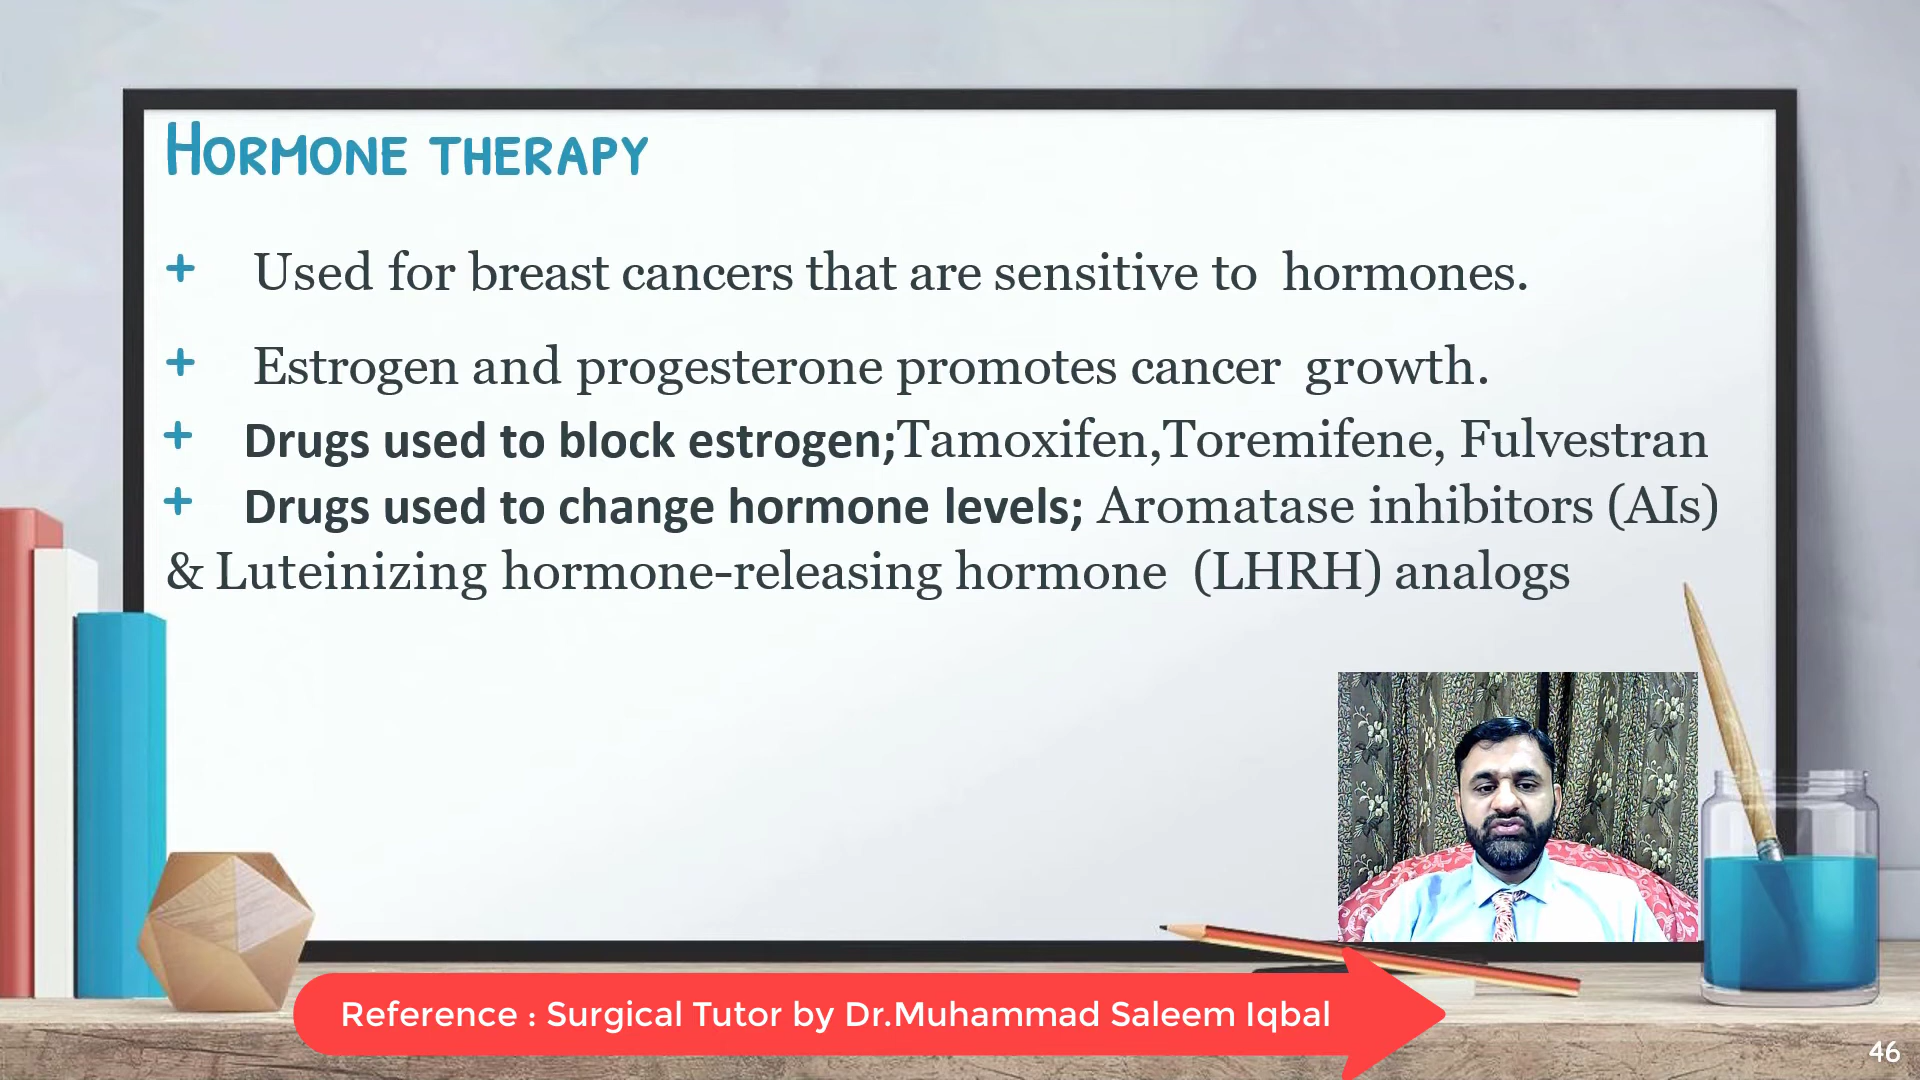 Hormone therapy
+ Used for breast cancers that are sensitive to hormones.
+ Estrogen and progesterone promotes cancer growth.
+ Drugs used to block estrogen;Tamoxifen,Toremifene, Fulvestran
+ Drugs used to change hormone levels; Aromatase inhibitors (AIs)
& Luteinizing hormone-releasing hormone (LHRH) analogs
Reference : Surgical Tutor by Dr.Muhammad Saleem Iqbal
46